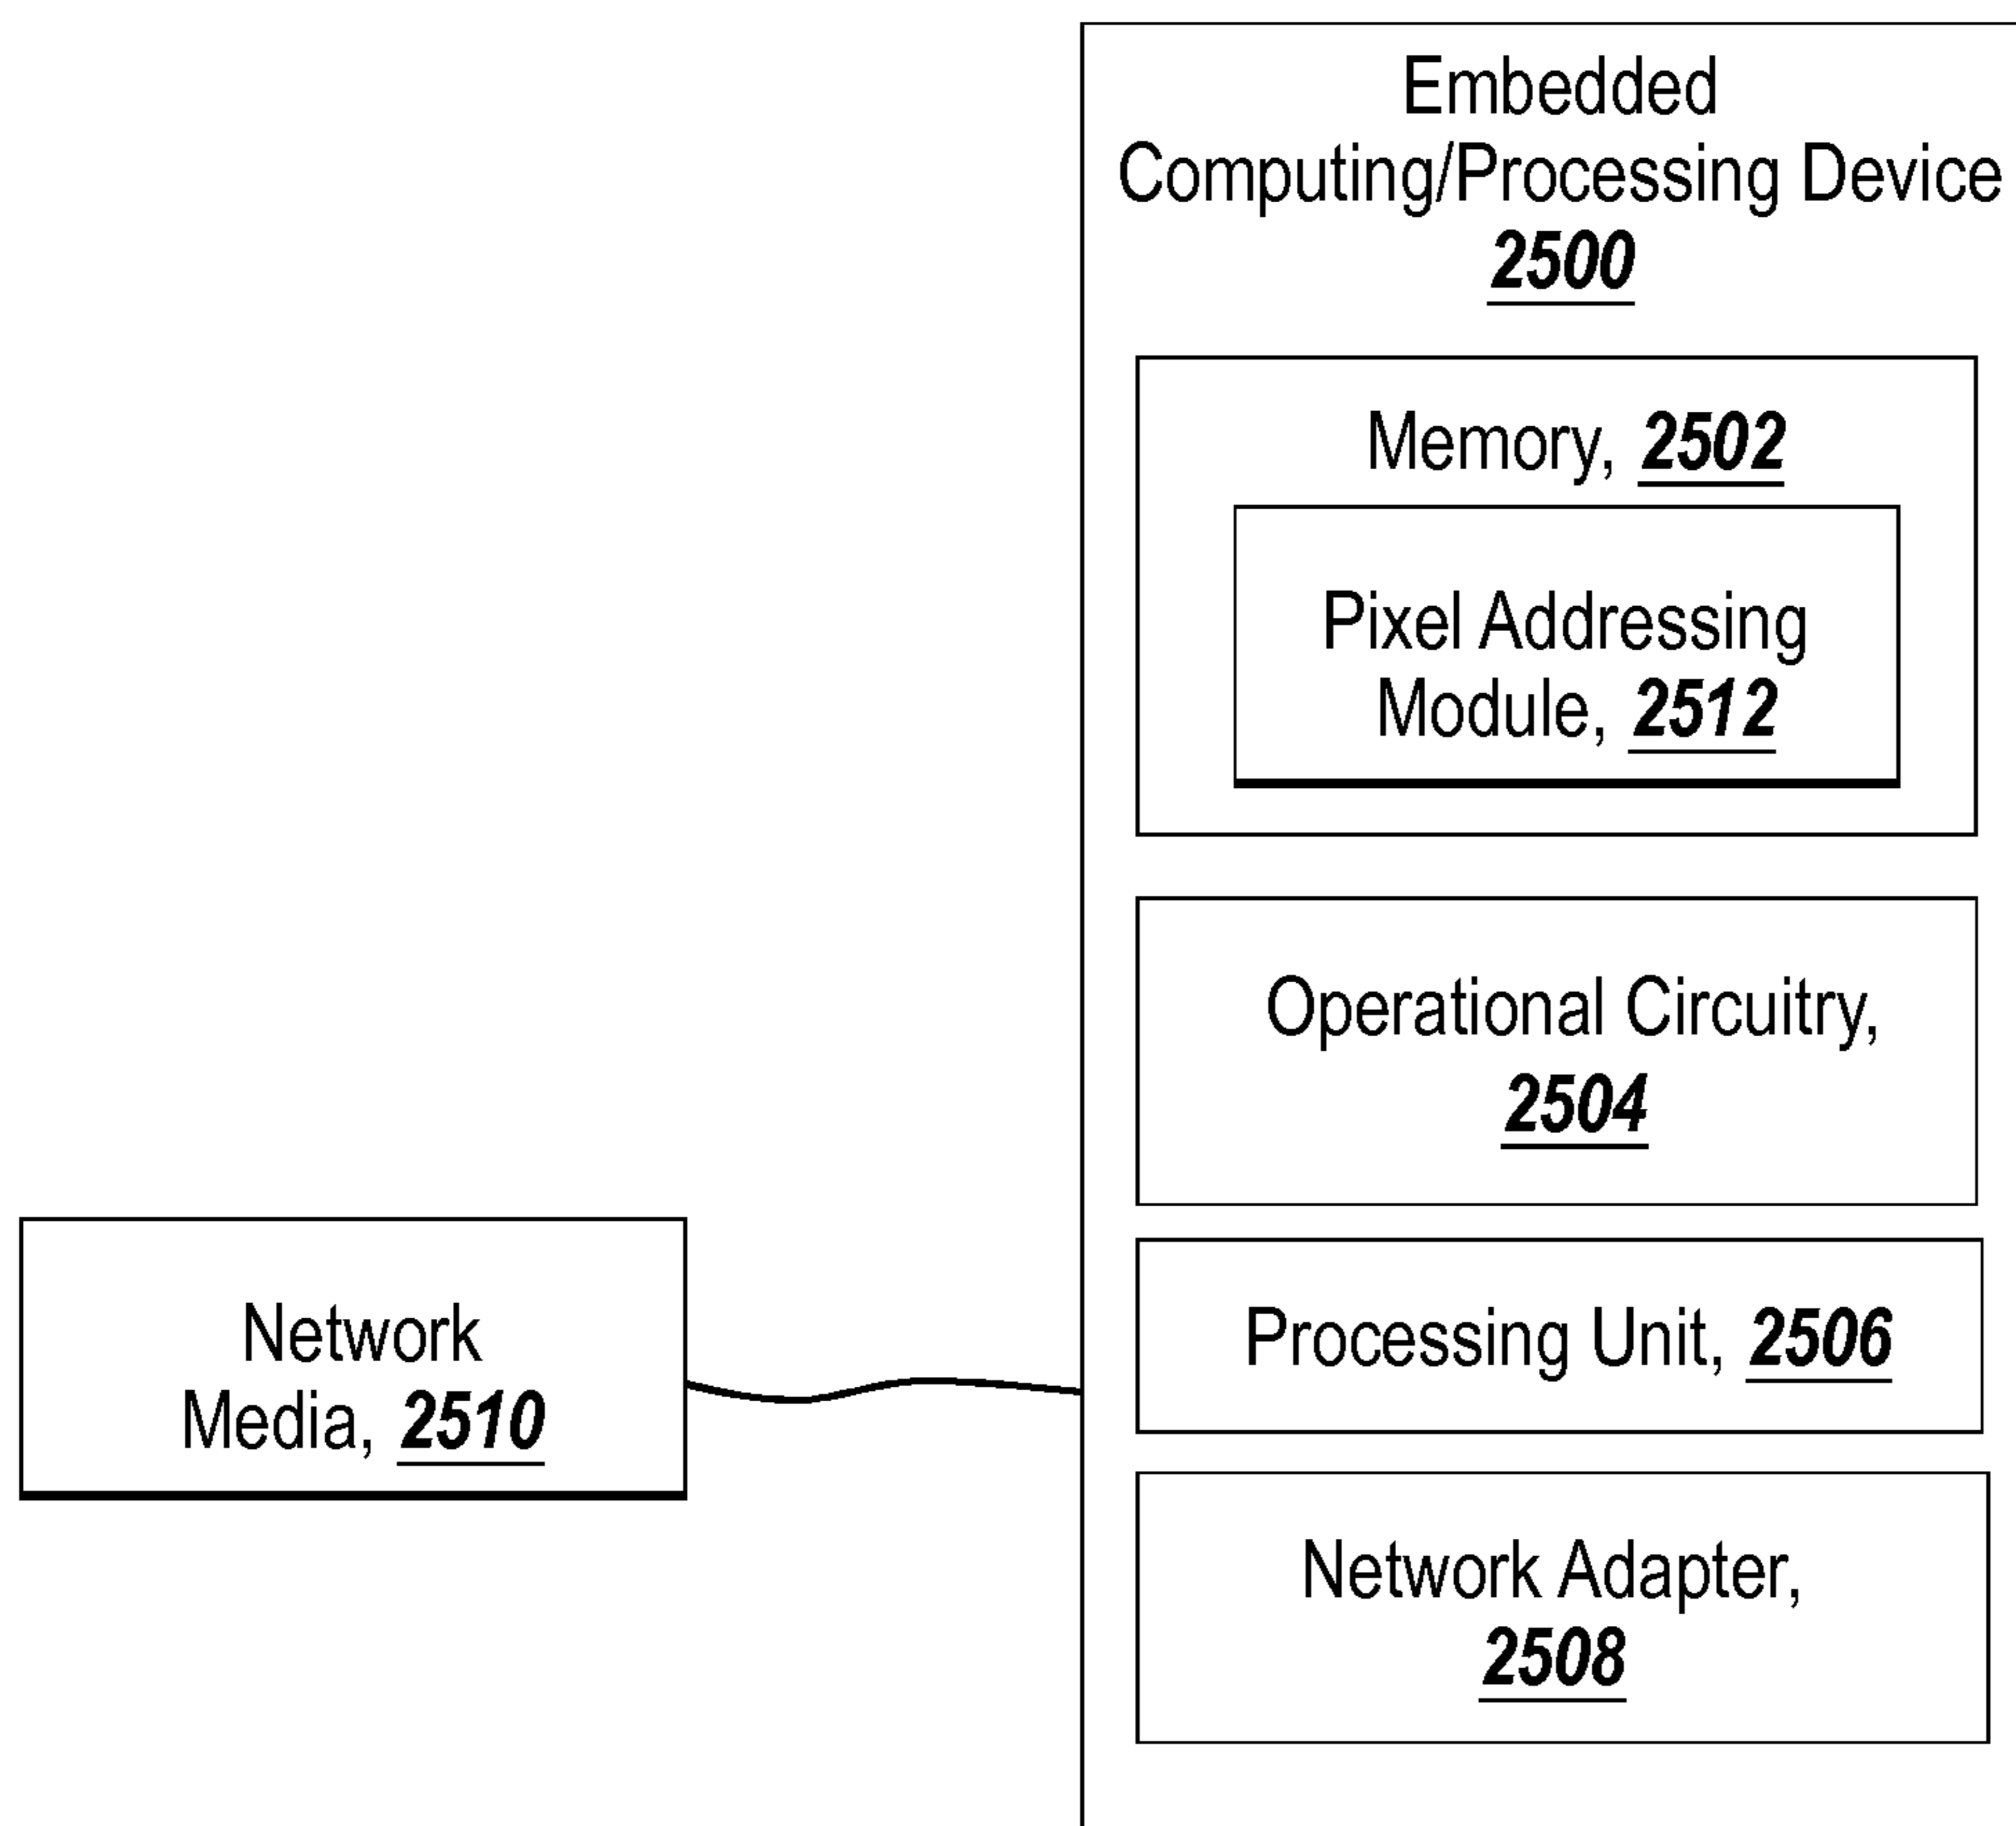 Embedded
Computing/Processing Device
2500
Memory, 2502
Pixel Addressing
Module, 2512
Operational Circuitry,
2504
Processing Unit, 2506
Network Adapter,
2508
Network
Media, 2510